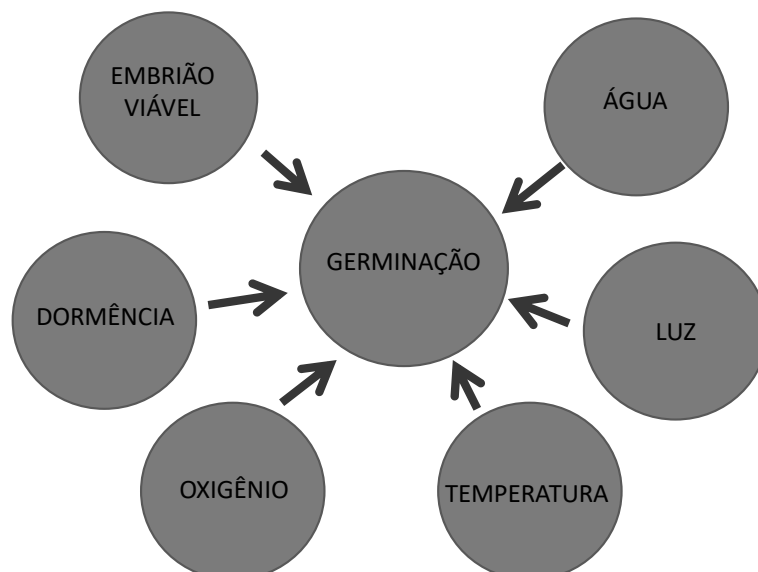 EMBRIÃO
VIÁVEL
ÁGUA
GERMINAÇÃO
DORMÊNCIA
LUZ
OXIGÊNIO
TEMPERATURA